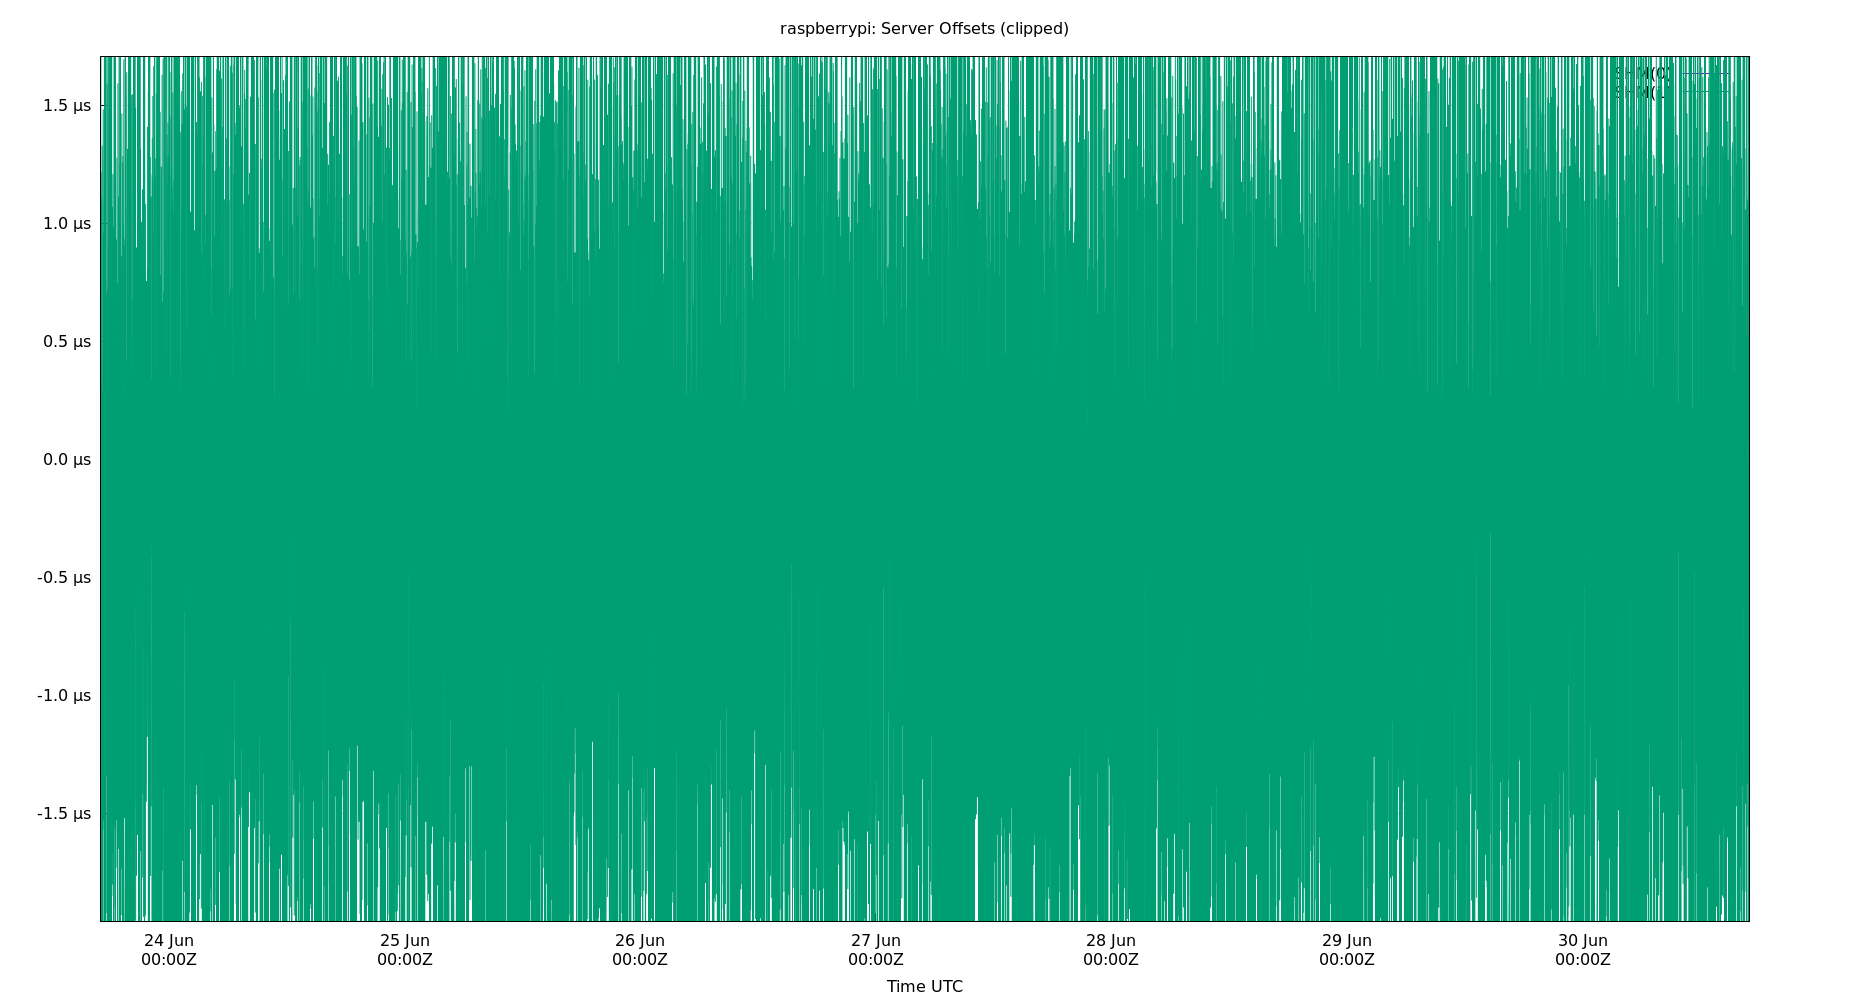 raspberrypi: Server Offsets (clipped)
SHM(0)
1.5 µs
1.0 µs
0.5 µs
0.0 µs
-0.5 µs
-1.0 µs
-1.5 µs
24 Jun 25 Jun 26 Jun 27 Jun 28 Jun 29 Jun 30 Jun
00:00Z 00:00Z 00:00Z 00:00Z 00:00Z 00:00Z 00:00Z
Time UTC